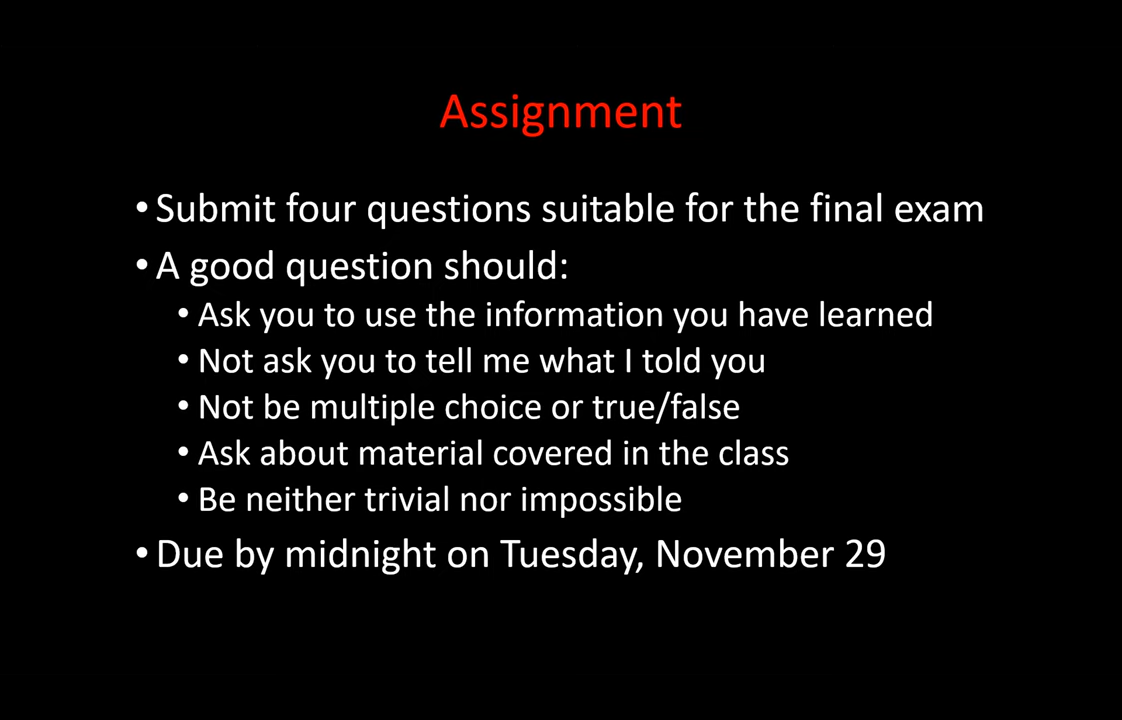 Assignment
• Submit four questions suitable for the final exam
• A good question should:
• Ask you to use the information you have learned
• Not ask you to tell me what I told you
• Not be multiple choice or true/false
• Ask about material covered in the class
• Be neither trivial nor impossible
• Due by midnight on Tuesday, November 29